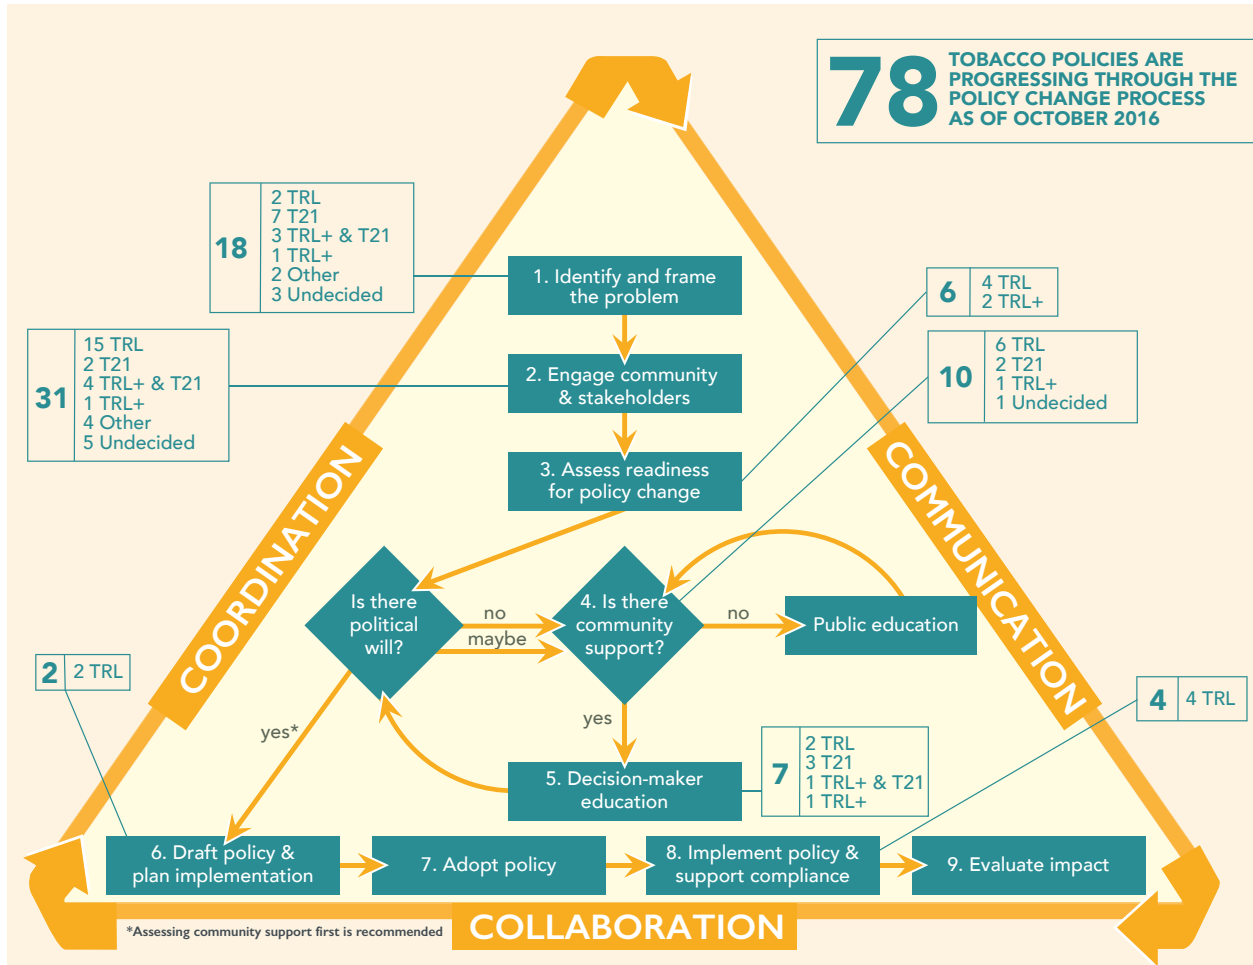 78
TOBACCO POLICIES ARE
PROGRESSING THROUGH THE
POLICY CHANGE PROCESS
AS OF OCTOBER 2016
18
2 TRL
7 T21
3 TRL+ & T21
1 TRL+
2 Other
3 Undecided
1. Identify and frame
the problem
6
4 TRL
2 TRL+
31
15 TRL
2 T21
4 TRL+ & T21
1 TRL+
4 Other
5 Undecided
2. Engage community
& stakeholders
10
6 TRL
2 T21
1 TRL+
1 Undecided
3. Assess readiness
for policy change
COORDINATION
COMMUNICATION
Is there
political
will?
no
maybe
4. Is there
community
support?
no
Public education
2
2 TRL
yes*
yes
4
4 TRL
5. Decision-maker
education
7
2 TRL
3 T21
1 TRL+ & T21
1 TRL+
6. Draft policy &
plan implementation
7. Adopt policy
8. Implement policy &
support compliance
9. Evaluate impact
*Assessing community support first is recommended
COLLABORATION